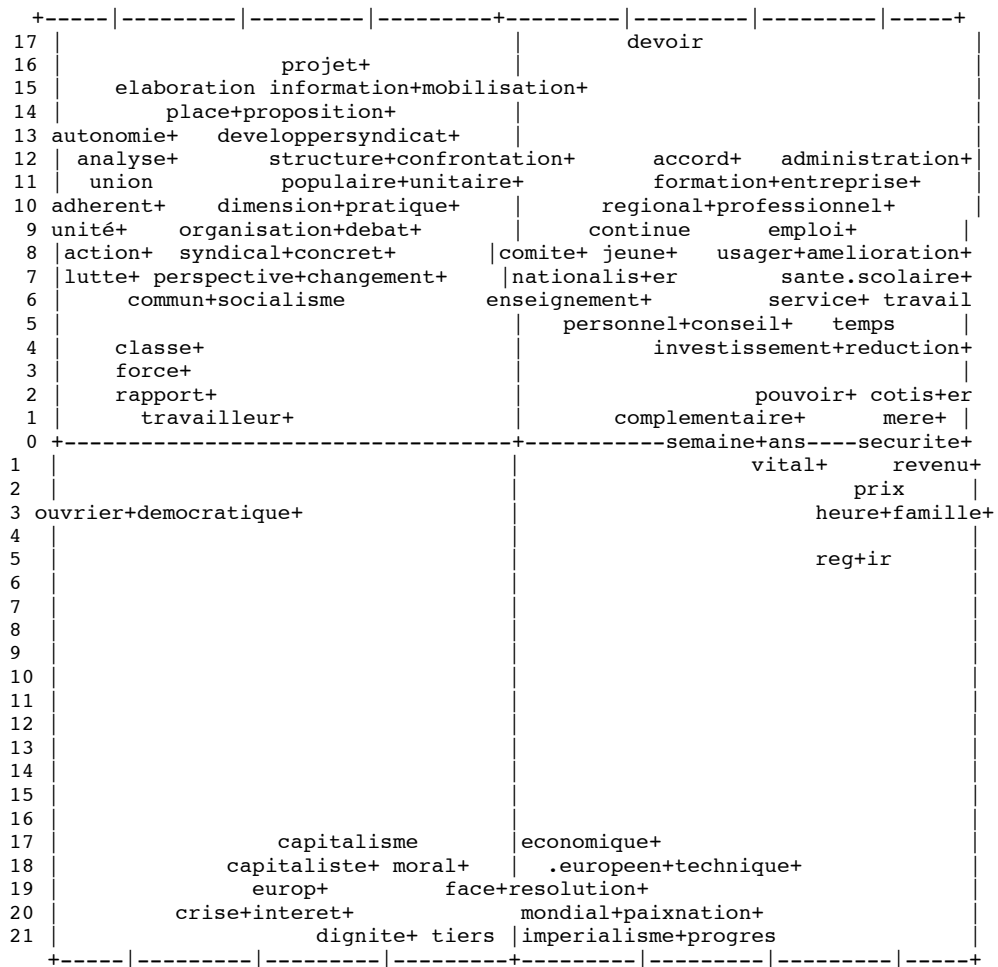 +-----|---------|---------|---------+---------|---------|---------|-----+
17 | | devoir |
16 | projet+ | |
15 | elaboration information+mobilisation+ |
14 | place+proposition+ | |
13 autonomie+ developpersyndicat+ | |
12 | analyse+ structure+confrontation+ accord+ administration+|
11 | union populaire+unitaire+ formation+entreprise+ |
10 adherent+ dimension+pratique+ | regional+professionnel+ |
9 unité+ organisation+debat+ | continue emploi+ |
8 |action+ syndical+concret+ |comite+ jeune+ usager+amelioration+
7 |lutte+ perspective+changement+ |nationalis+er sante.scolaire+
6 | commun+socialisme enseignement+ service+ travail
5 | | personnel+conseil+ temps |
4 | classe+ | investissement+reduction+
3 | force+ | |
2 | rapport+ | pouvoir+ cotis+er
1 | travailleur+ | complementaire+ mere+ |
0 +------------------------------------+-----------semaine+ans----securite+
1 | | vital+ revenu+
2 | | prix |
3 ouvrier+democratique+ | heure+famille+
4 | | |
5 | | reg+ir |
6 | | |
7 | | |
8 | | |
9 | | |
10 | | |
11 | | |
12 | | |
13 | | |
14 | | |
15 | | |
16 | | |
17 | capitalisme |economique+ |
18 | capitaliste+ moral+ | .europeen+technique+ |
19 | europ+ face+resolution+ |
20 | crise+interet+ mondial+paixnation+ |
21 | dignite+ tiers |imperialisme+progres |
+-----|---------|---------|---------+---------|---------|---------|-----+